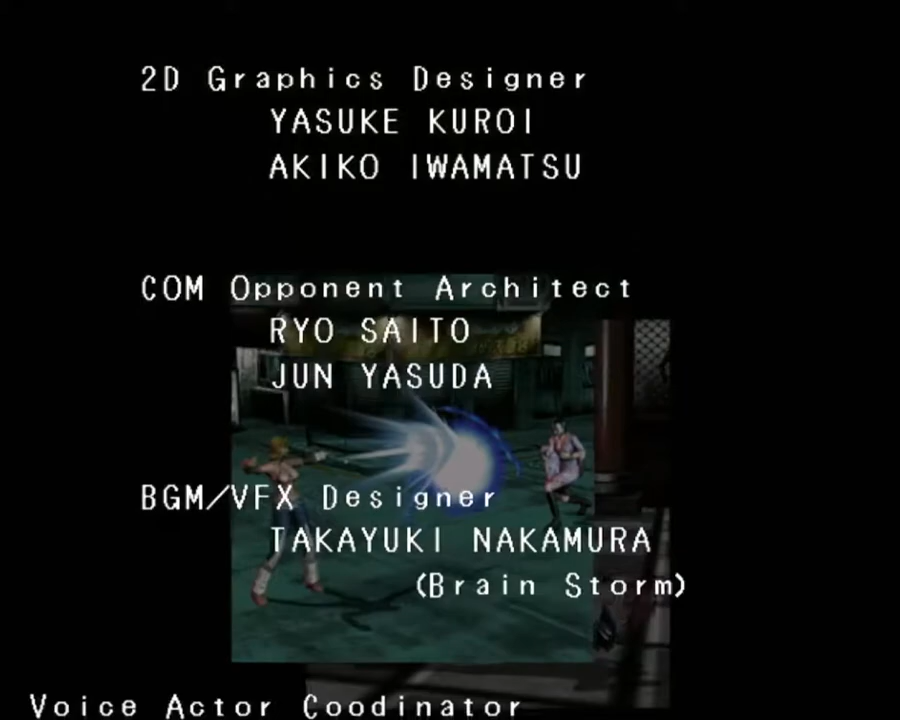 2D Graphics Designer
YASUKE KUROI
AKIKO IWAMATSU
COM Opponent Architect
RYO SAITO
JUN YASUDA
BGM/VFX Designer
TAKAYUKI NAKAMURA
(Brain Storm)
Voice Actor Coodinator